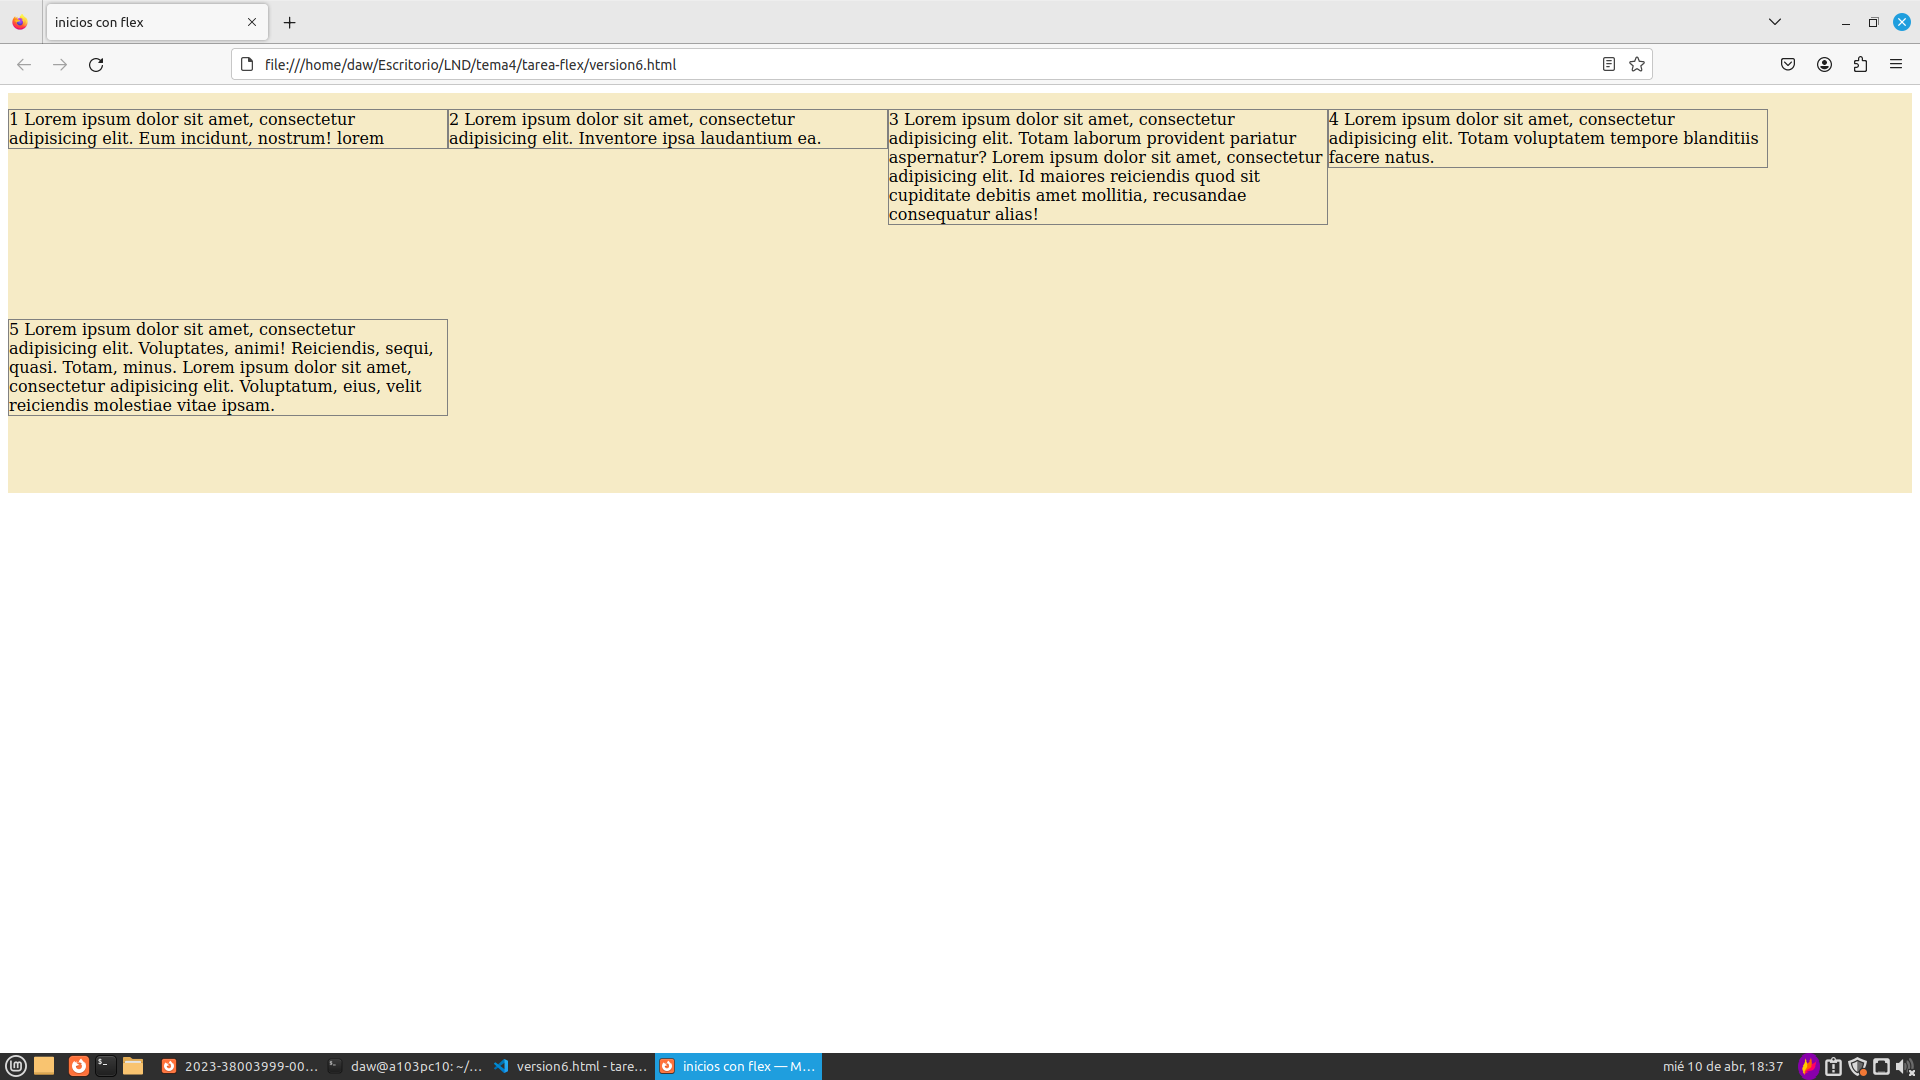 inicios con flex
file:///home/daw/Escritorio/LND/tema4/tarea-flex/version6.html
1 Lorem ipsum dolor sit amet, consectetur
adipisicing elit. Eum incidunt, nostrum! lorem
2 Lorem ipsum dolor sit amet, consectetur
adipisicing elit. Inventore ipsa laudantium ea.
3 Lorem ipsum dolor sit amet, consectetur
adipisicing elit. Totam laborum provident pariatur
aspernatur? Lorem ipsum dolor sit amet, consectetur
adipisicing elit. Id maiores reiciendis quod sit
cupiditate debitis amet mollitia, recusandae
consequatur alias!
4 Lorem ipsum dolor sit amet, consectetur
adipisicing elit. Totam voluptatem tempore blanditiis
facere natus.
5 Lorem ipsum dolor sit amet, consectetur
adipisicing elit. Voluptates, animi! Reiciendis, sequi,
quasi. Totam, minus. Lorem ipsum dolor sit amet,
consectetur adipisicing elit. Voluptatum, eius, velit
reiciendis molestiae vitae ipsam.
2023-38003999-00...
daw@a103pc10: ~/...
version6.html - tare...
inicios con flex — M...
mié 10 de abr, 18:37